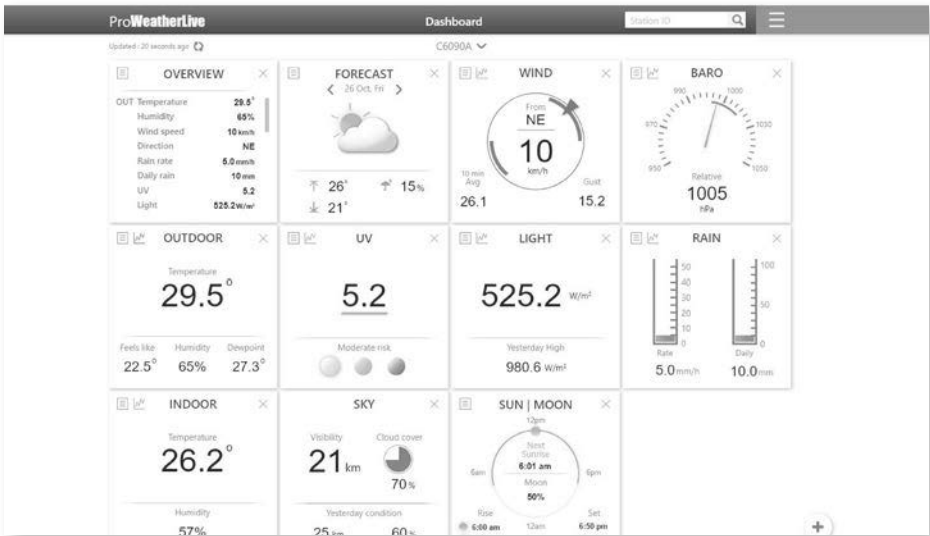 ProWeatherLive
Dashboard
Station ID
Updated : 20 seconds ago
C6090A
OVERVIEW
OUT Temperature 29.5°
Humidity 65%
Wind speed 10 km/h
Direction NE
Rain rate 5.0 mm/h
Daily rain 10 mm
UV 5.2
Light 525.2 W/m²
FORECAST
26 Oct, Fri
26°
15%
21°
WIND
From
NE
10
km/h
10 min
Avg
26.1
Gust
15.2
BARO
950
970
990
1000
1030
1050
Relative
1005
hPa
OUTDOOR
Temperature
29.5°
Feels like Humidity Dewpoint
22.5° 65% 27.3°
UV
5.2
Moderate risk
LIGHT
525.2 W/m²
Yesterday High
980.6 W/m²
RAIN
50
40
30
20
10
0
Rate
5.0 mm/h
100
50
0
Daily
10.0 mm
INDOOR
Temperature
26.2°
Humidity
57%
SKY
Visibility Cloud cover
21 km
70%
Yesterday condition
25 km 60%
SUN | MOON
12pm
6am
Next
Sunrise
6:01 am
Moon
50%
6pm
Rise
6:00 am
12am
Set
6:50 pm